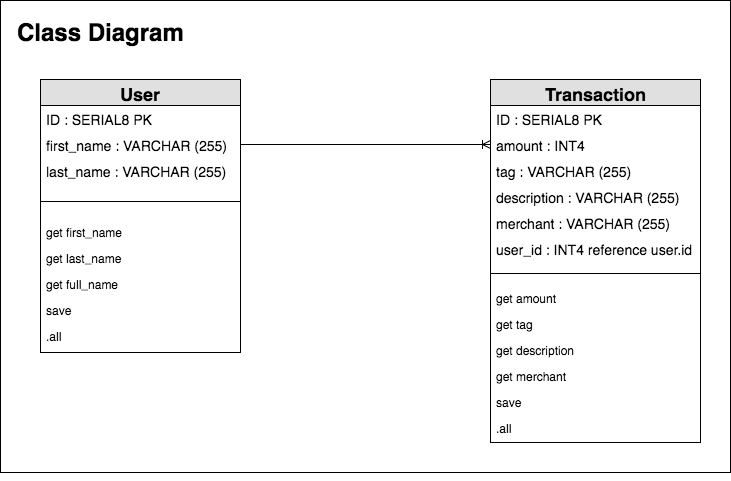 Class Diagram
User
ID : SERIAL8 PK
first_name : VARCHAR (255)
last_name : VARCHAR (255)
get first_name
get last_name
get full_name
save
.all
Transaction
ID : SERIAL8 PK
amount : INT4
tag : VARCHAR (255)
description : VARCHAR (255)
merchant : VARCHAR (255)
user_id : INT4 reference user.id
get amount
get tag
get description
get merchant
save
.all